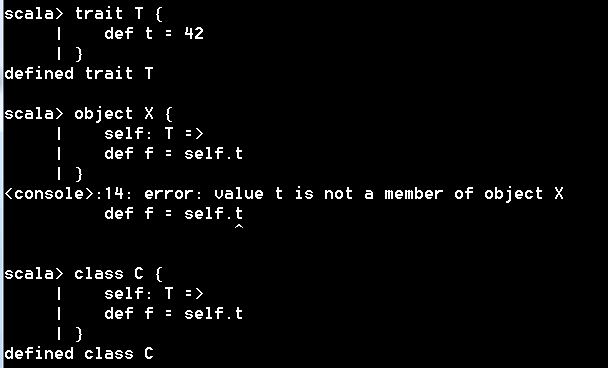 scala> trait T {
     |     def t = 42
     | }
defined trait T

scala> object X {
     |     self: T =>
     |     def f = self.t
     | }
<console>:14: error: value t is not a member of object X
           def f = self.t
                        ^

scala> class C {
     |     self: T =>
     |     def f = self.t
     | }
defined class C